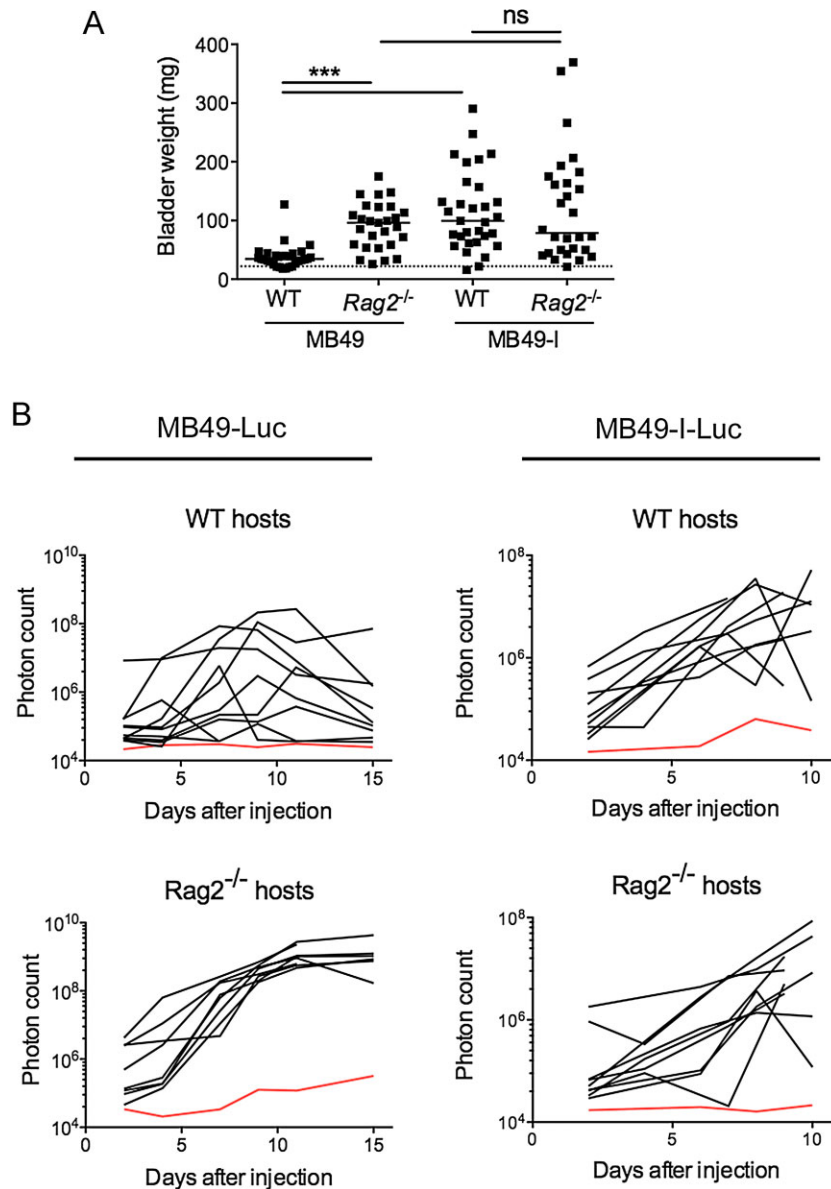 A
ns
***
Bladder weight (mg)
400
300
200
100
0
WT Rag2-/- WT Rag2-/-
MB49 MB49-I
B
MB49-Luc MB49-I-Luc
WT hosts WT hosts
Photon count
10^10
10^8
10^6
10^4
0 5 10 15
Days after injection
Photon count
10^8
10^6
10^4
0 5 10
Days after injection
Rag2-/- hosts Rag2-/- hosts
Photon count
10^10
10^8
10^6
10^4
0 5 10 15
Days after injection
Photon count
10^8
10^6
10^4
0 5 10
Days after injection